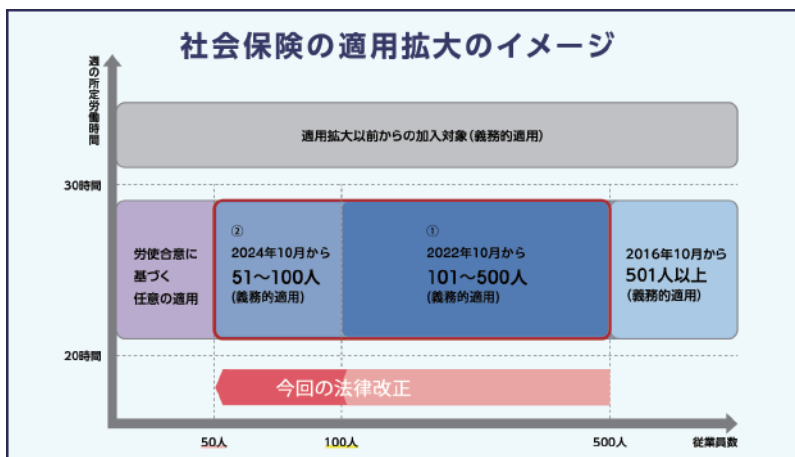 社会保険の適用拡大のイメージ
週の所定労働時間
適用拡大以前からの加入対象(義務的適用)
30時間
労使合意に
基づく
任意の適用
②
2024年10月から
51〜100人
(義務的適用)
①
2022年10月から
101〜500人
(義務的適用)
2016年10月から
501人以上
(義務的適用)
20時間
今回の法律改正
50人
100人
500人
従業員数